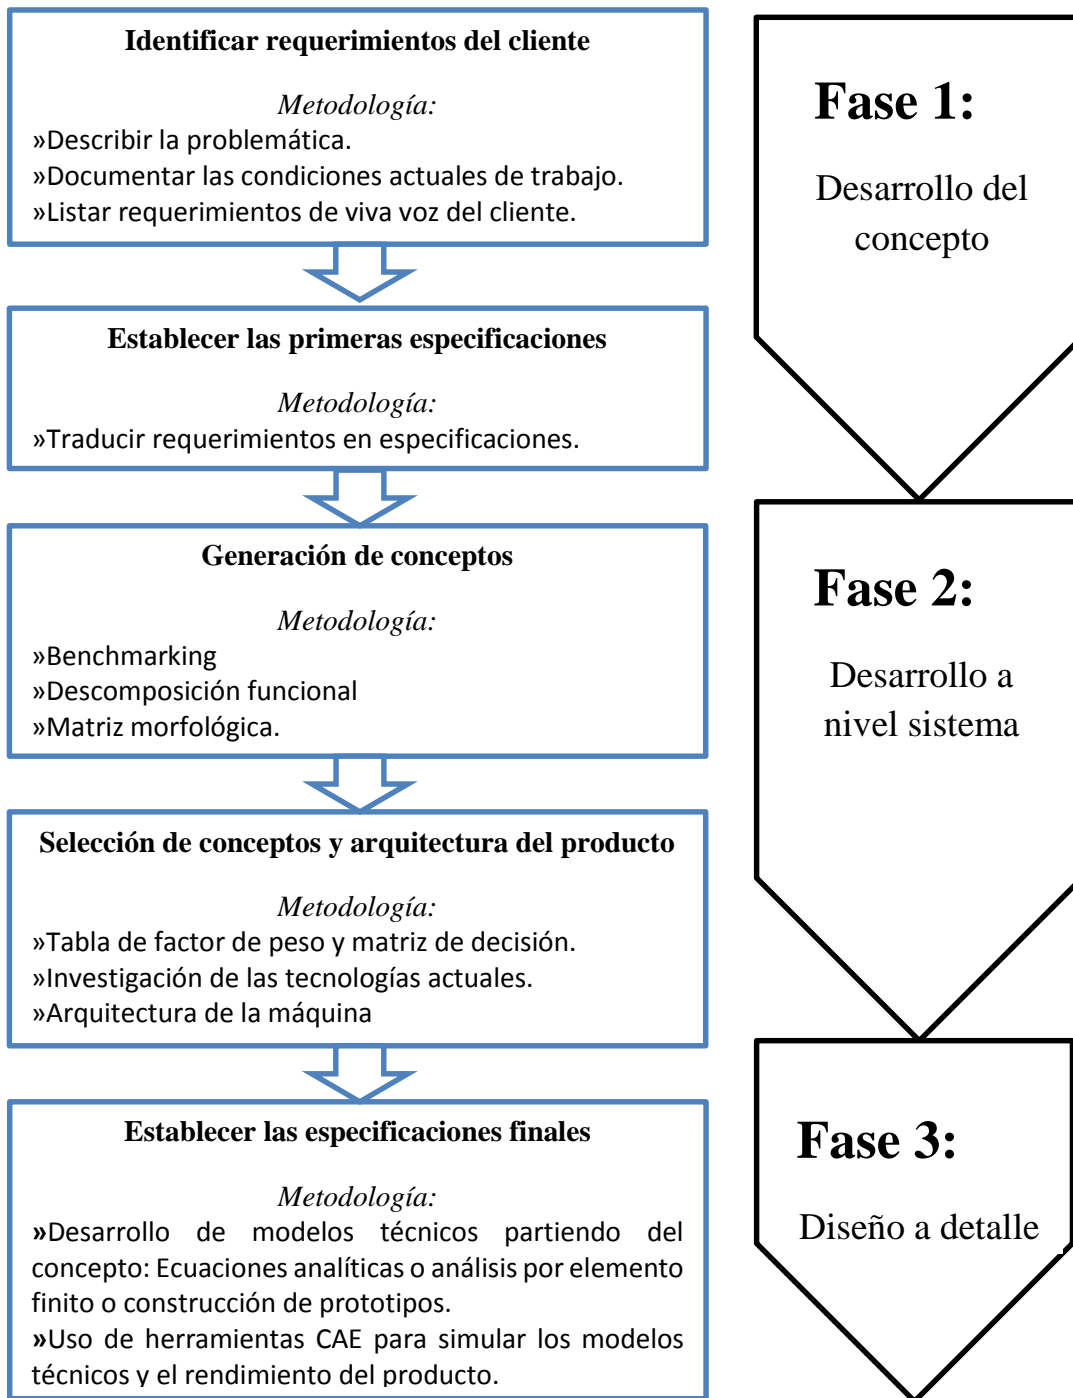 Identificar requerimientos del cliente
Metodología:
»Describir la problemática.
»Documentar las condiciones actuales de trabajo.
»Listar requerimientos de viva voz del cliente.
Establecer las primeras especificaciones
Metodología:
»Traducir requerimientos en especificaciones.
Generación de conceptos
Metodología:
»Benchmarking
»Descomposición funcional
»Matriz morfológica.
Selección de conceptos y arquitectura del producto
Metodología:
»Tabla de factor de peso y matriz de decisión.
»Investigación de las tecnologías actuales.
»Arquitectura de la máquina
Establecer las especificaciones finales
Metodología:
»Desarrollo de modelos técnicos partiendo del
concepto: Ecuaciones analíticas o análisis por elemento
finito o construcción de prototipos.
»Uso de herramientas CAE para simular los modelos
técnicos y el rendimiento del producto.
Fase 1:
Desarrollo del
concepto
Fase 2:
Desarrollo a
nivel sistema
Fase 3:
Diseño a detalle